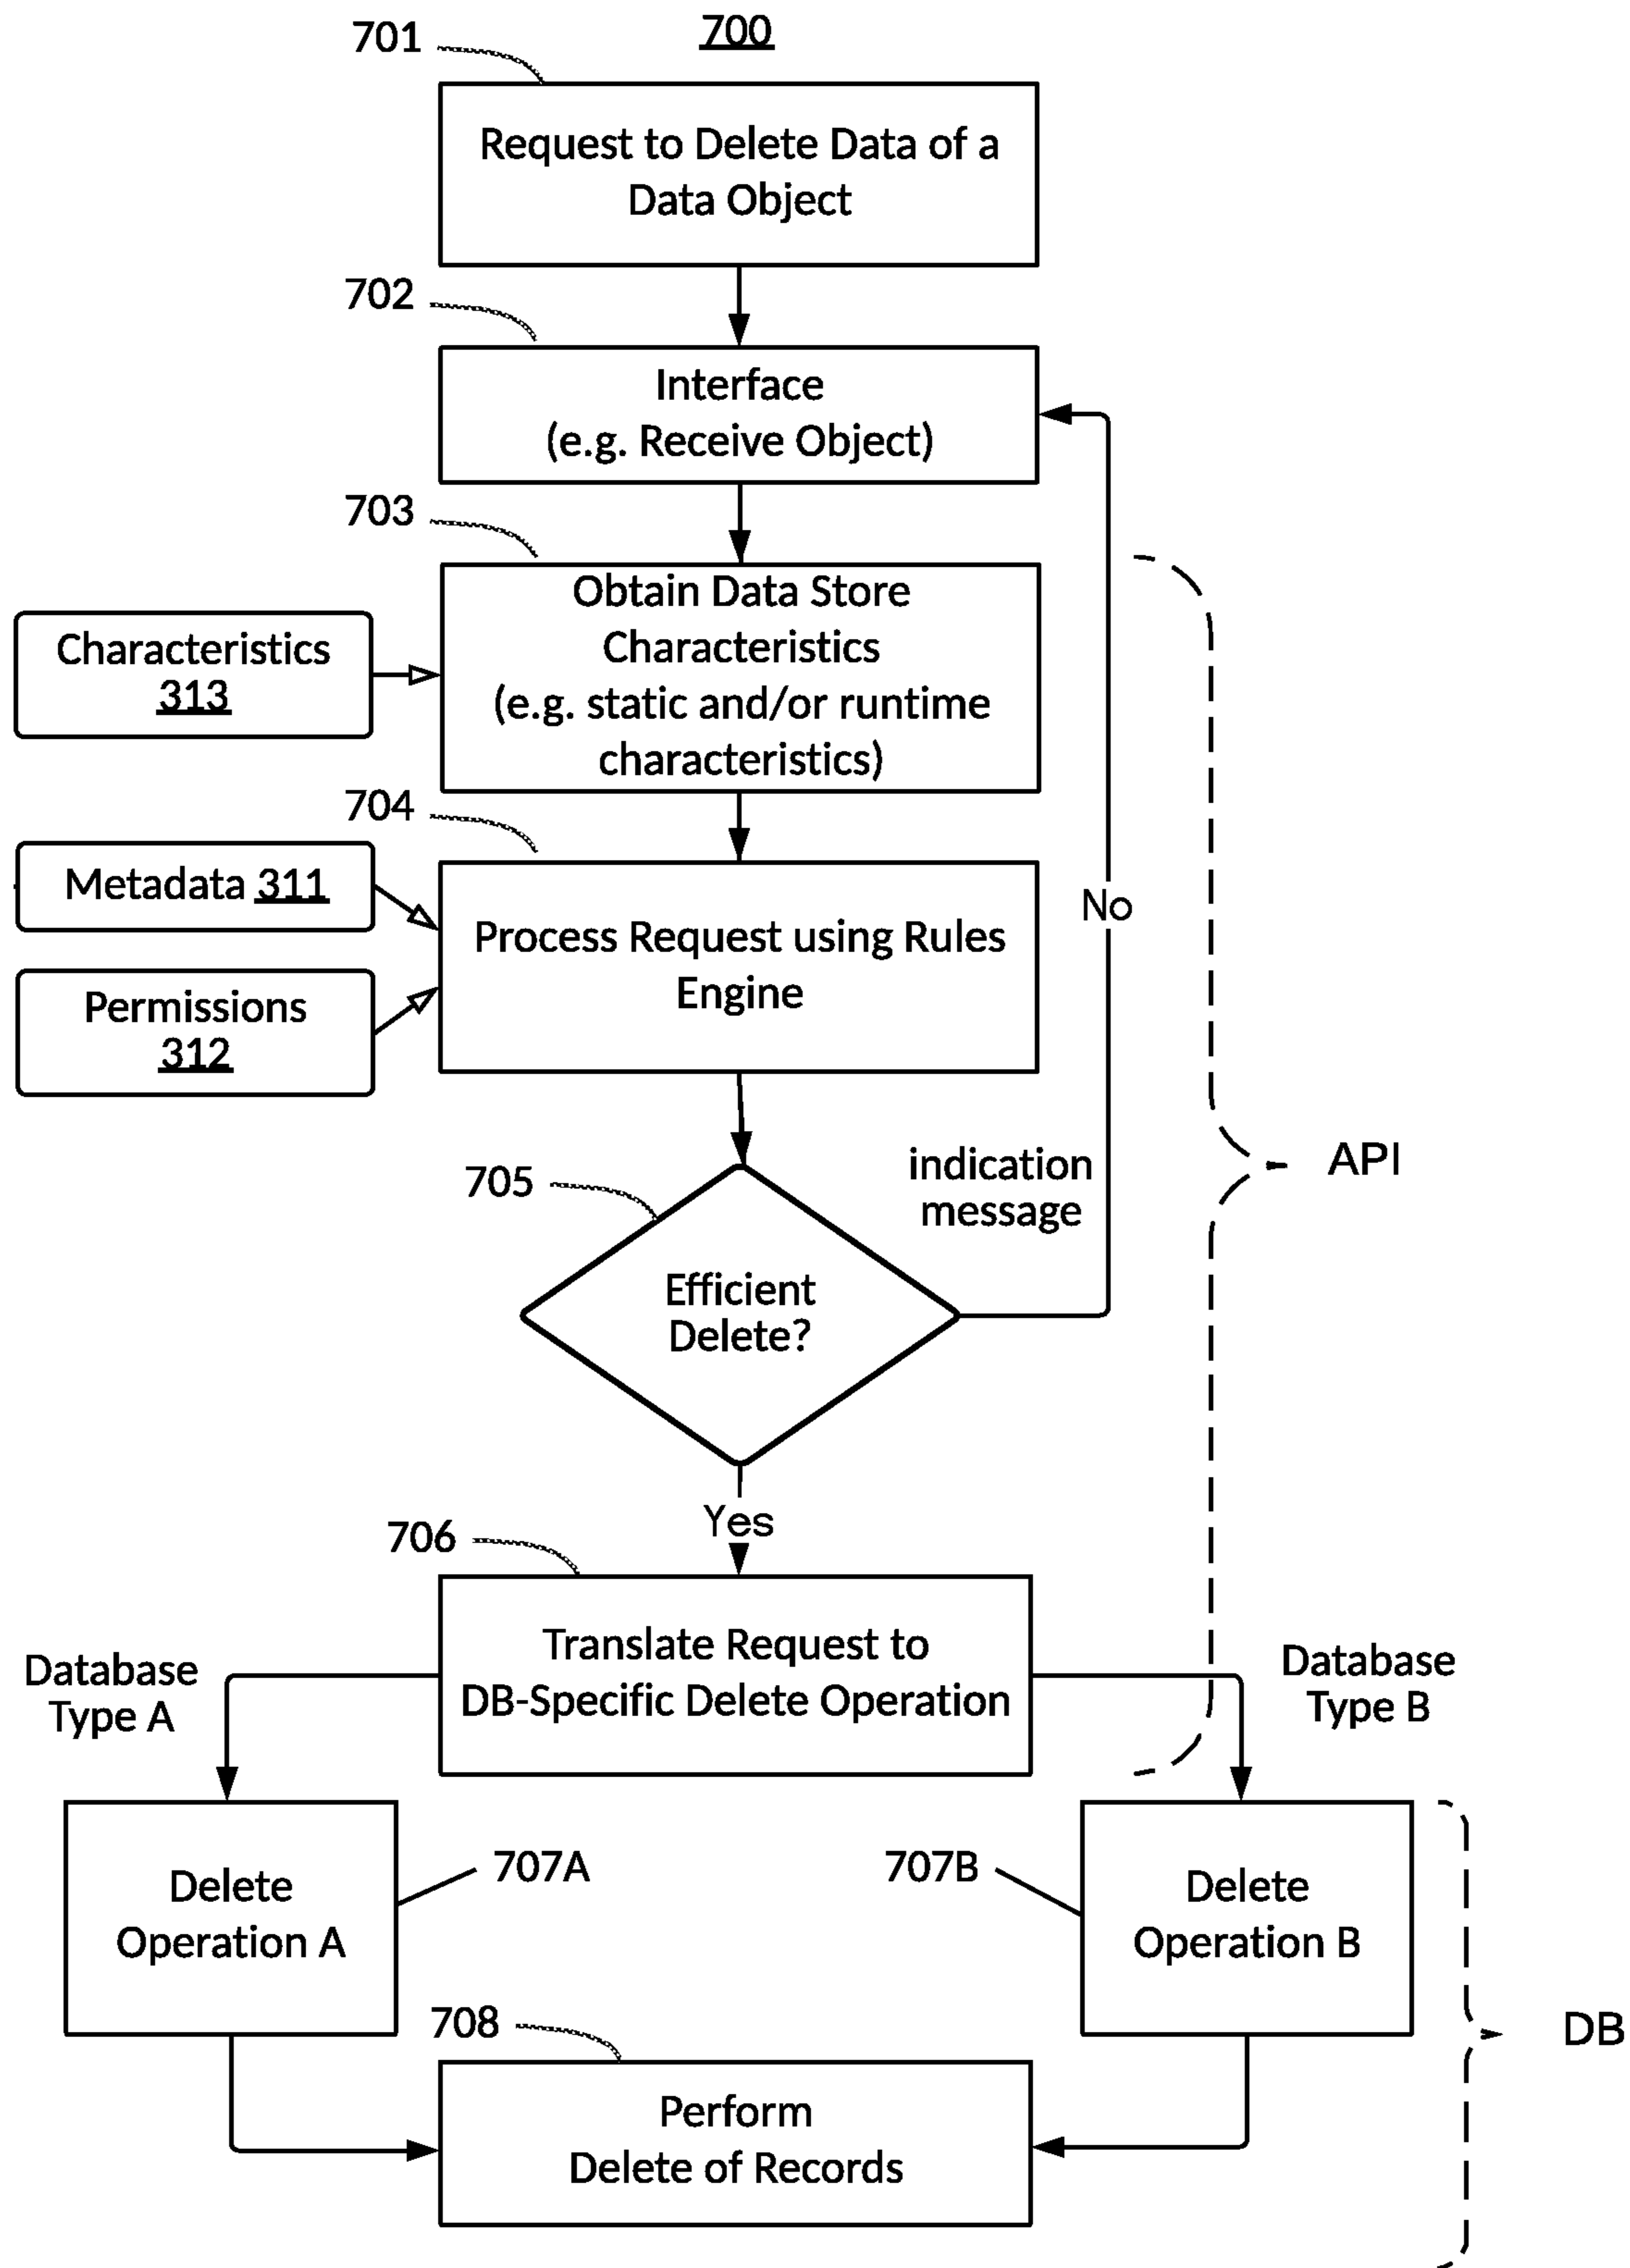 700
701
Request to Delete Data of a
Data Object
702
Interface
(e.g. Receive Object)
703
Obtain Data Store
Characteristics
(e.g. static and/or runtime
characteristics)
Characteristics
313
704
Metadata 311
Process Request using Rules
Engine
Permissions
312
No
API
indication
message
705
Efficient
Delete?
Yes
706
Translate Request to
DB-Specific Delete Operation
Database
Type A
Database
Type B
Delete
Operation A
707A
707B
Delete
Operation B
DB
708
Perform
Delete of Records